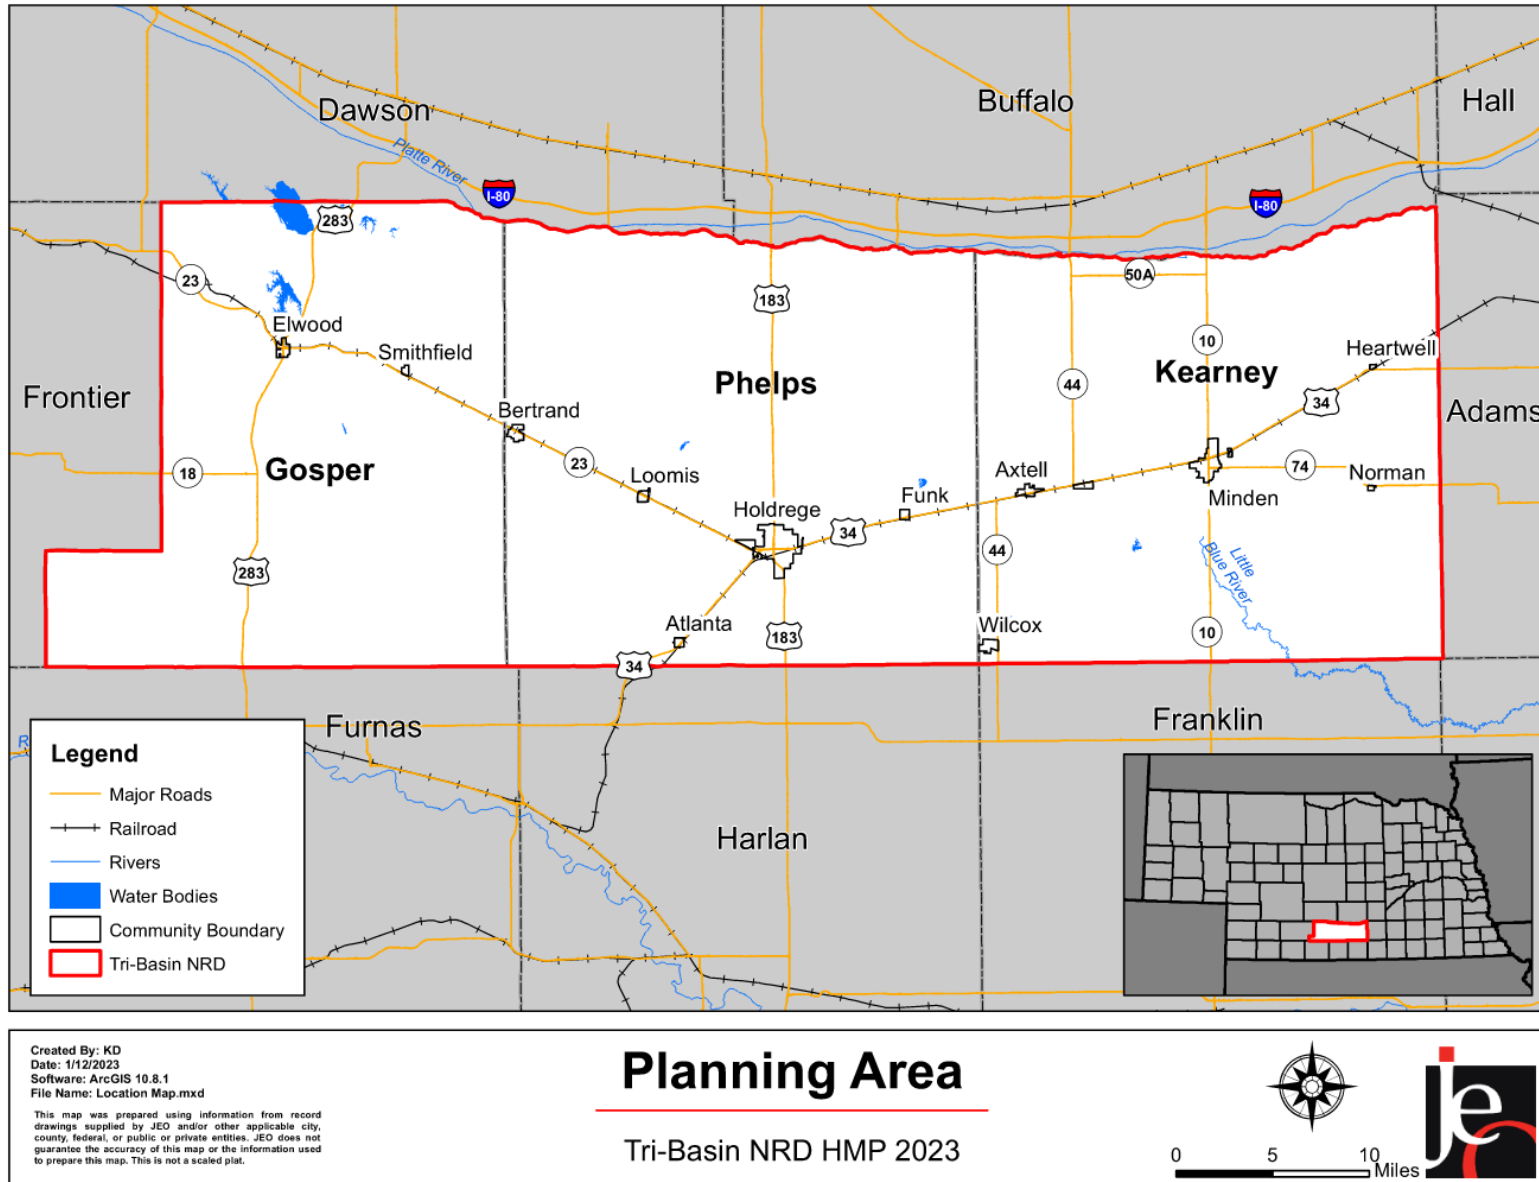 Dawson
Buffalo
Hall
Platte River
I-80
I-80
283
23
50A
183
10
Elwood
Smithfield
Heartwell
Frontier
Phelps
Kearney
44
34
Adams
Bertrand
23
18
Gosper
Loomis
Axtell
74
Norman
Funk
Minden
Holdrege
34
44
283
Little
Blue River
Atlanta
183
Wilcox
10
34
Furnas
Franklin
R
Harlan
Legend
Major Roads
Railroad
Rivers
Water Bodies
Community Boundary
Tri-Basin NRD
Created By: KD
Date: 1/12/2023
Software: ArcGIS 10.8.1
File Name: Location Map.mxd
This map was prepared using information from record
drawings supplied by JEO and/or other applicable city,
county, federal, or public or private entities. JEO does not
guarantee the accuracy of this map or the information used
to prepare this map. This is not a scaled plat.
Planning Area
Tri-Basin NRD HMP 2023
0 5 10
Miles
jeo